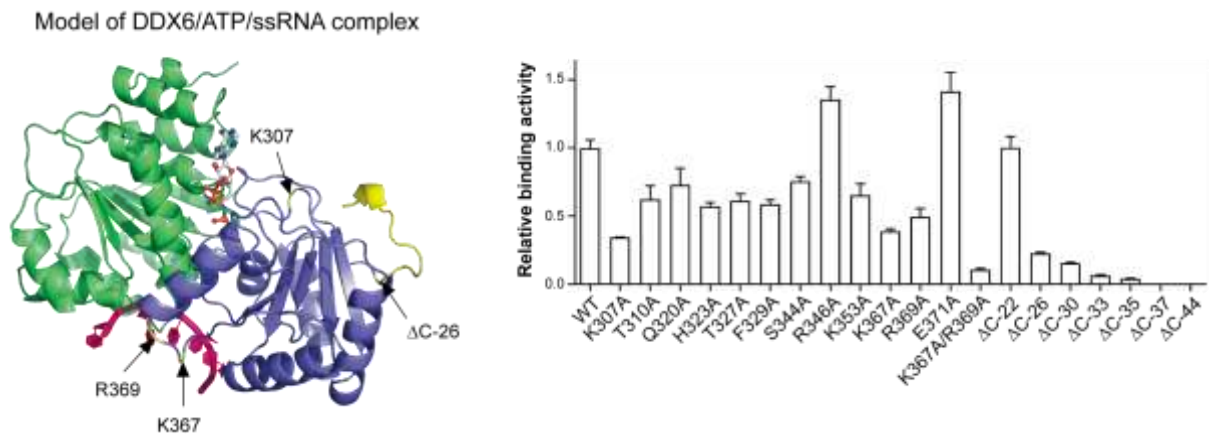 Model of DDX6/ATP/ssRNA complex
K307
ΔC-26
R369
K367
Relative binding activity
1.5
1.0
0.5
0.0
WT
K307A
T310A
Q320A
H323A
T327A
F329A
S344A
R346A
K353A
K367A
R369A
E371A
K367A/R369A
ΔC-22
ΔC-26
ΔC-30
ΔC-33
ΔC-35
ΔC-37
ΔC-44